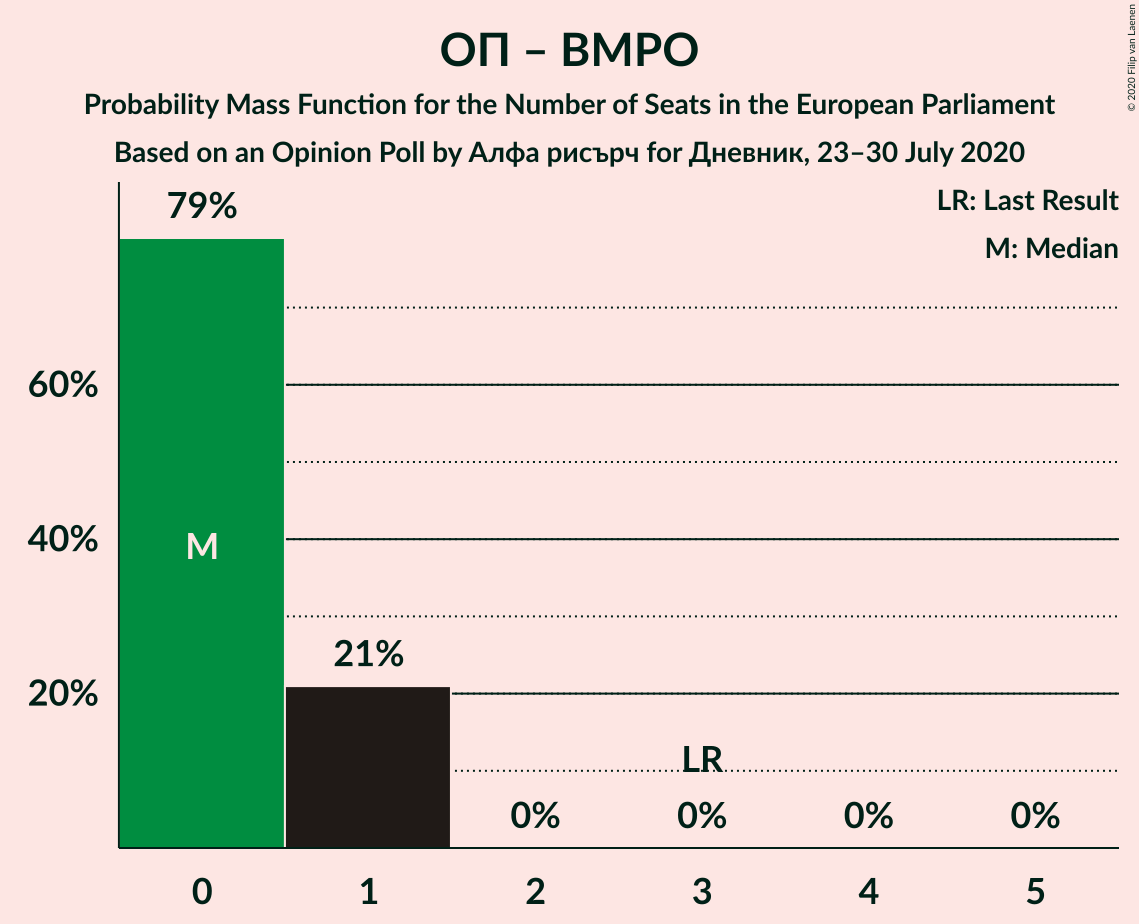 ОП – ВМРО
Probability Mass Function for the Number of Seats in the European Parliament
Based on an Opinion Poll by Алфа рисърч for Дневник, 23–30 July 2020
© 2020 Filip van Laenen
LR: Last Result
M: Median
79%
60%
40%
M
21%
20%
LR
0% 0% 0% 0%
0 1 2 3 4 5